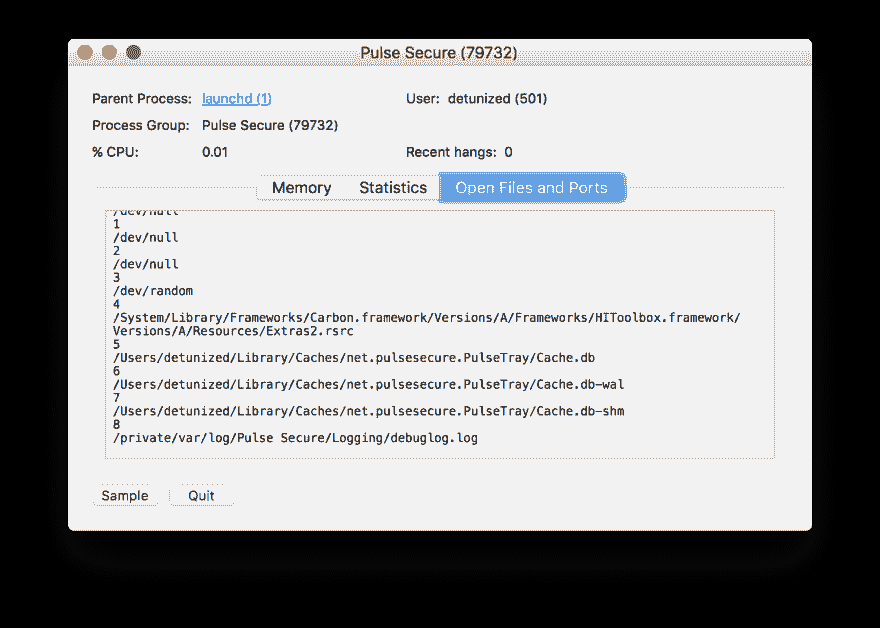 Pulse Secure (79732)
Parent Process: launchd (1) User: detunized (501)
Process Group: Pulse Secure (79732)
% CPU: 0.01 Recent hangs: 0
Memory Statistics Open Files and Ports
/dev/null
1
/dev/null
2
/dev/null
3
/dev/random
4
/System/Library/Frameworks/Carbon.framework/Versions/A/Frameworks/HIToolbox.framework/
Versions/A/Resources/Extras2.rsrc
5
/Users/detunized/Library/Caches/net.pulsesecure.PulseTray/Cache.db
6
/Users/detunized/Library/Caches/net.pulsesecure.PulseTray/Cache.db-wal
7
/Users/detunized/Library/Caches/net.pulsesecure.PulseTray/Cache.db-shm
8
/private/var/log/Pulse Secure/Logging/debuglog.log
Sample Quit